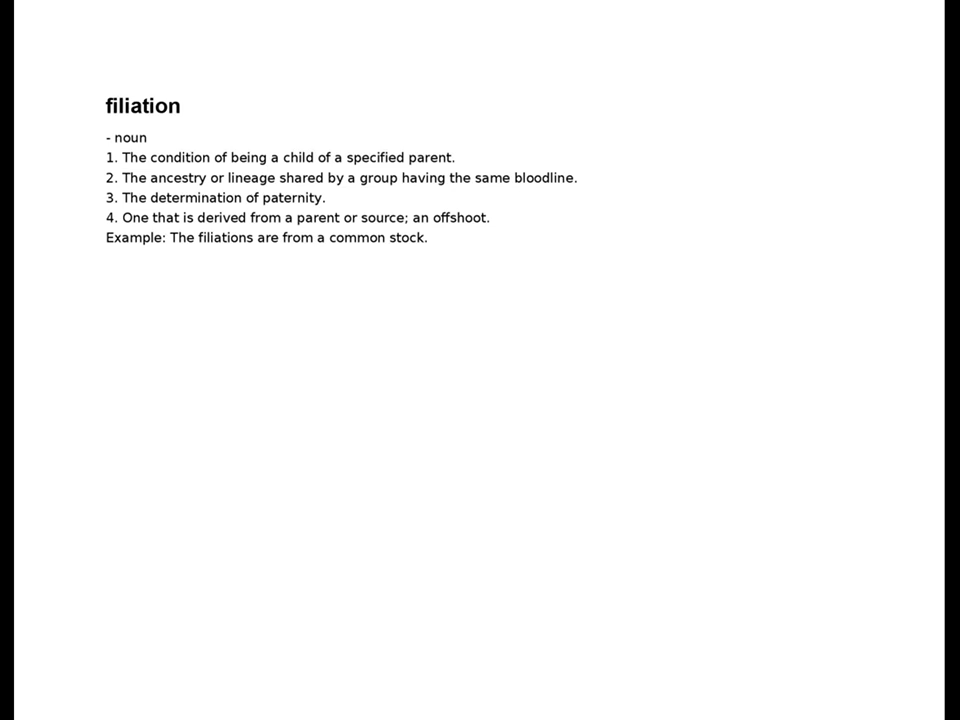 filiation
- noun
1. The condition of being a child of a specified parent.
2. The ancestry or lineage shared by a group having the same bloodline.
3. The determination of paternity.
4. One that is derived from a parent or source; an offshoot.
Example: The filiations are from a common stock.